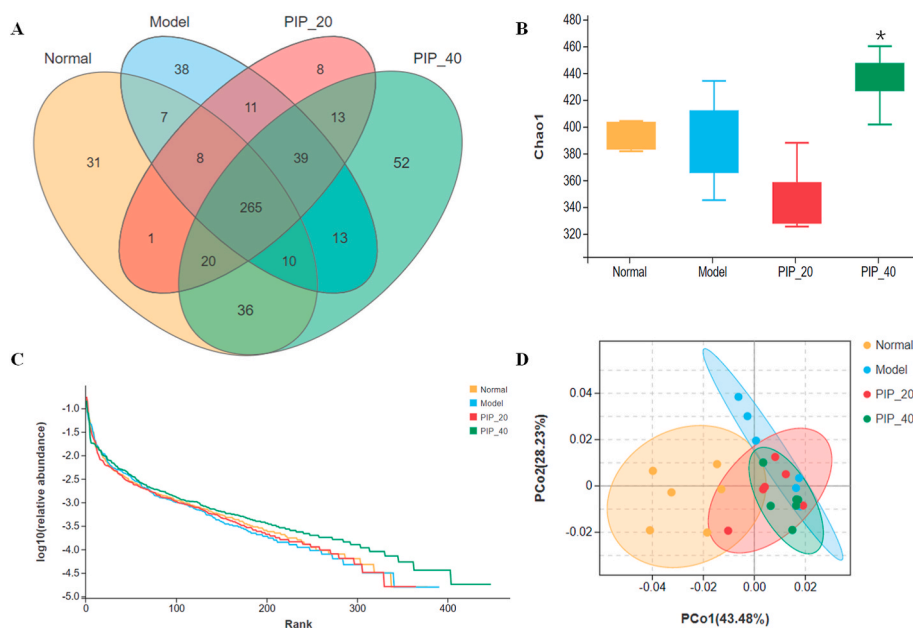 A
Normal
Model
PIP_20
PIP_40
31
38
8
52
7
11
13
8
39
265
1
20
10
13
36
B
Chao1
480
460
440
420
400
380
360
340
320
*
Normal
Model
PIP_20
PIP_40
C
log10(relative abundance)
-1.0
-1.5
-2.0
-2.5
-3.0
-3.5
-4.0
-4.5
-5.0
0
100
200
300
400
Rank
Normal
Model
PIP_20
PIP_40
D
PCo2(28.23%)
0.04
0.02
0
-0.02
-0.04
-0.02
0.00
0.02
PCo1(43.48%)
Normal
Model
PIP_20
PIP_40